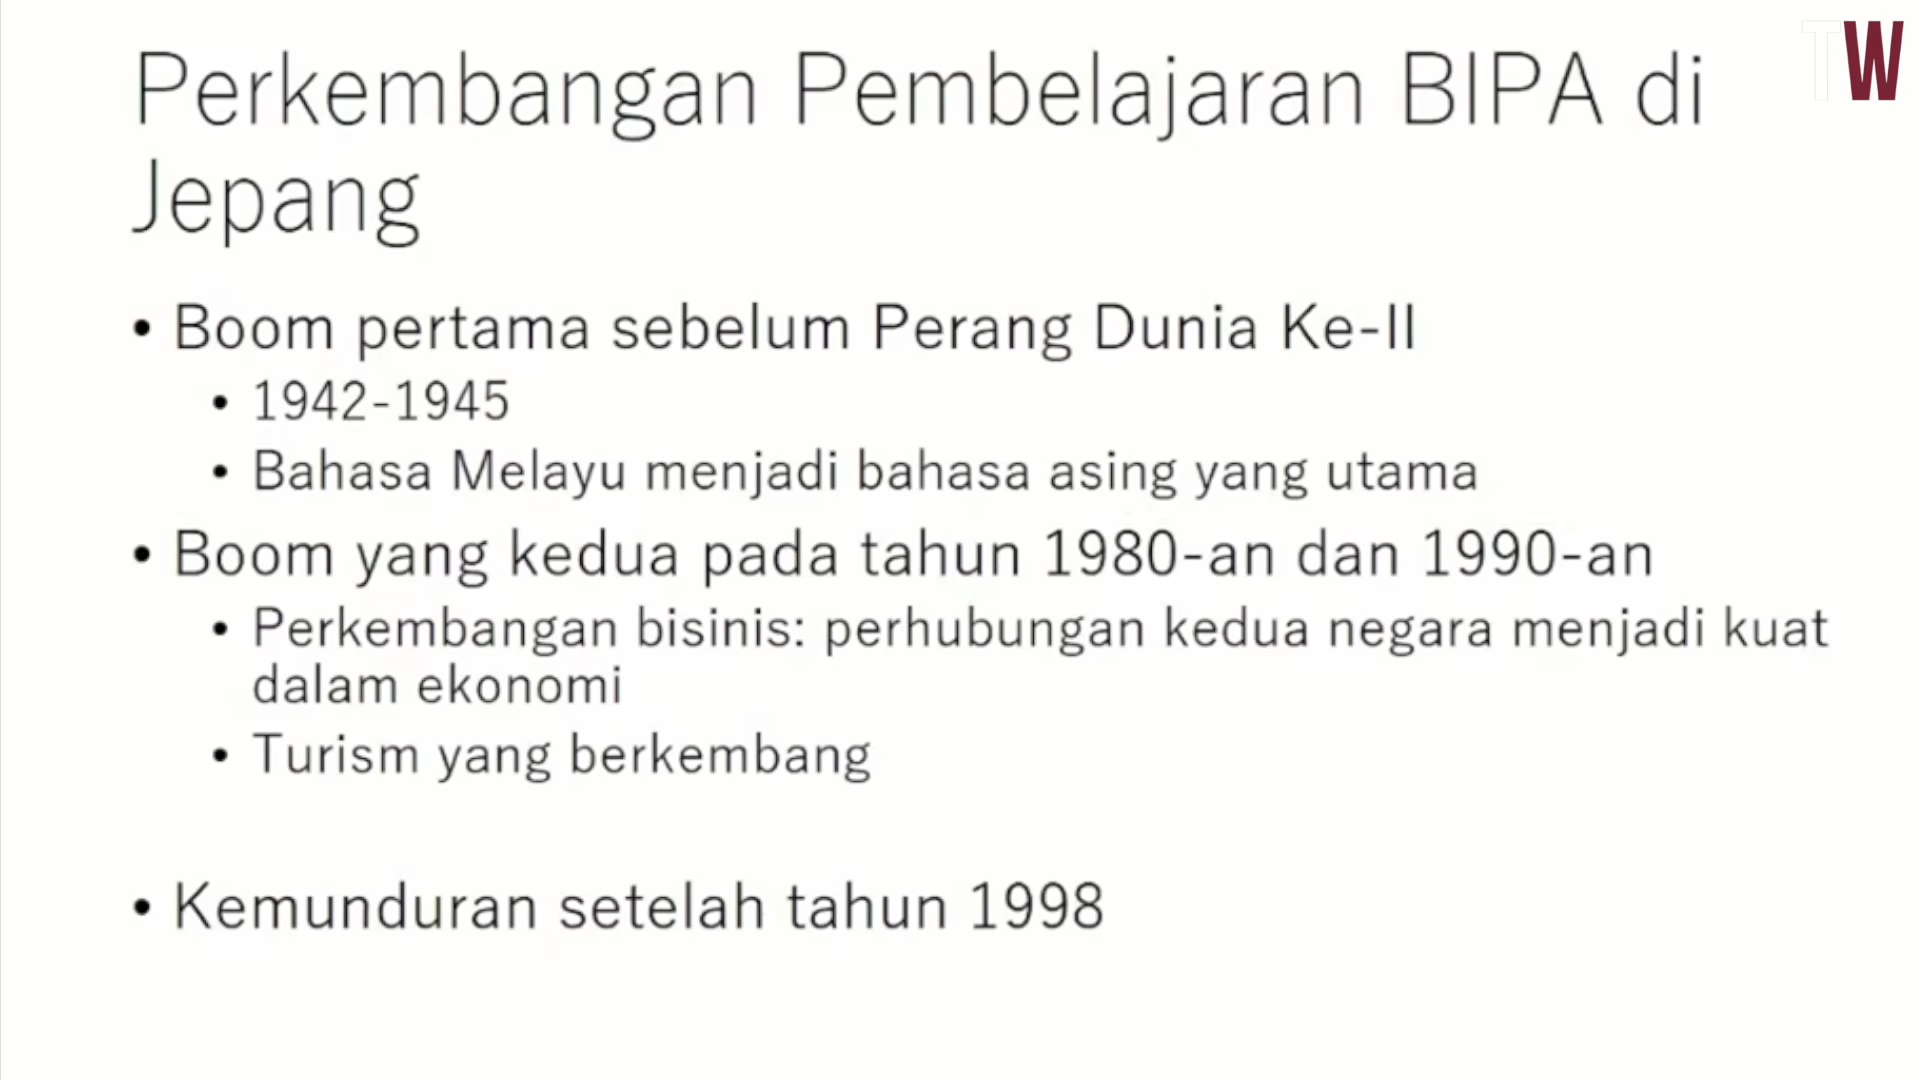 TW
Perkembangan Pembelajaran BIPA di
Jepang
• Boom pertama sebelum Perang Dunia Ke-II
• 1942-1945
• Bahasa Melayu menjadi bahasa asing yang utama
• Boom yang kedua pada tahun 1980-an dan 1990-an
• Perkembangan bisinis: perhubungan kedua negara menjadi kuat
dalam ekonomi
• Turism yang berkembang
• Kemunduran setelah tahun 1998